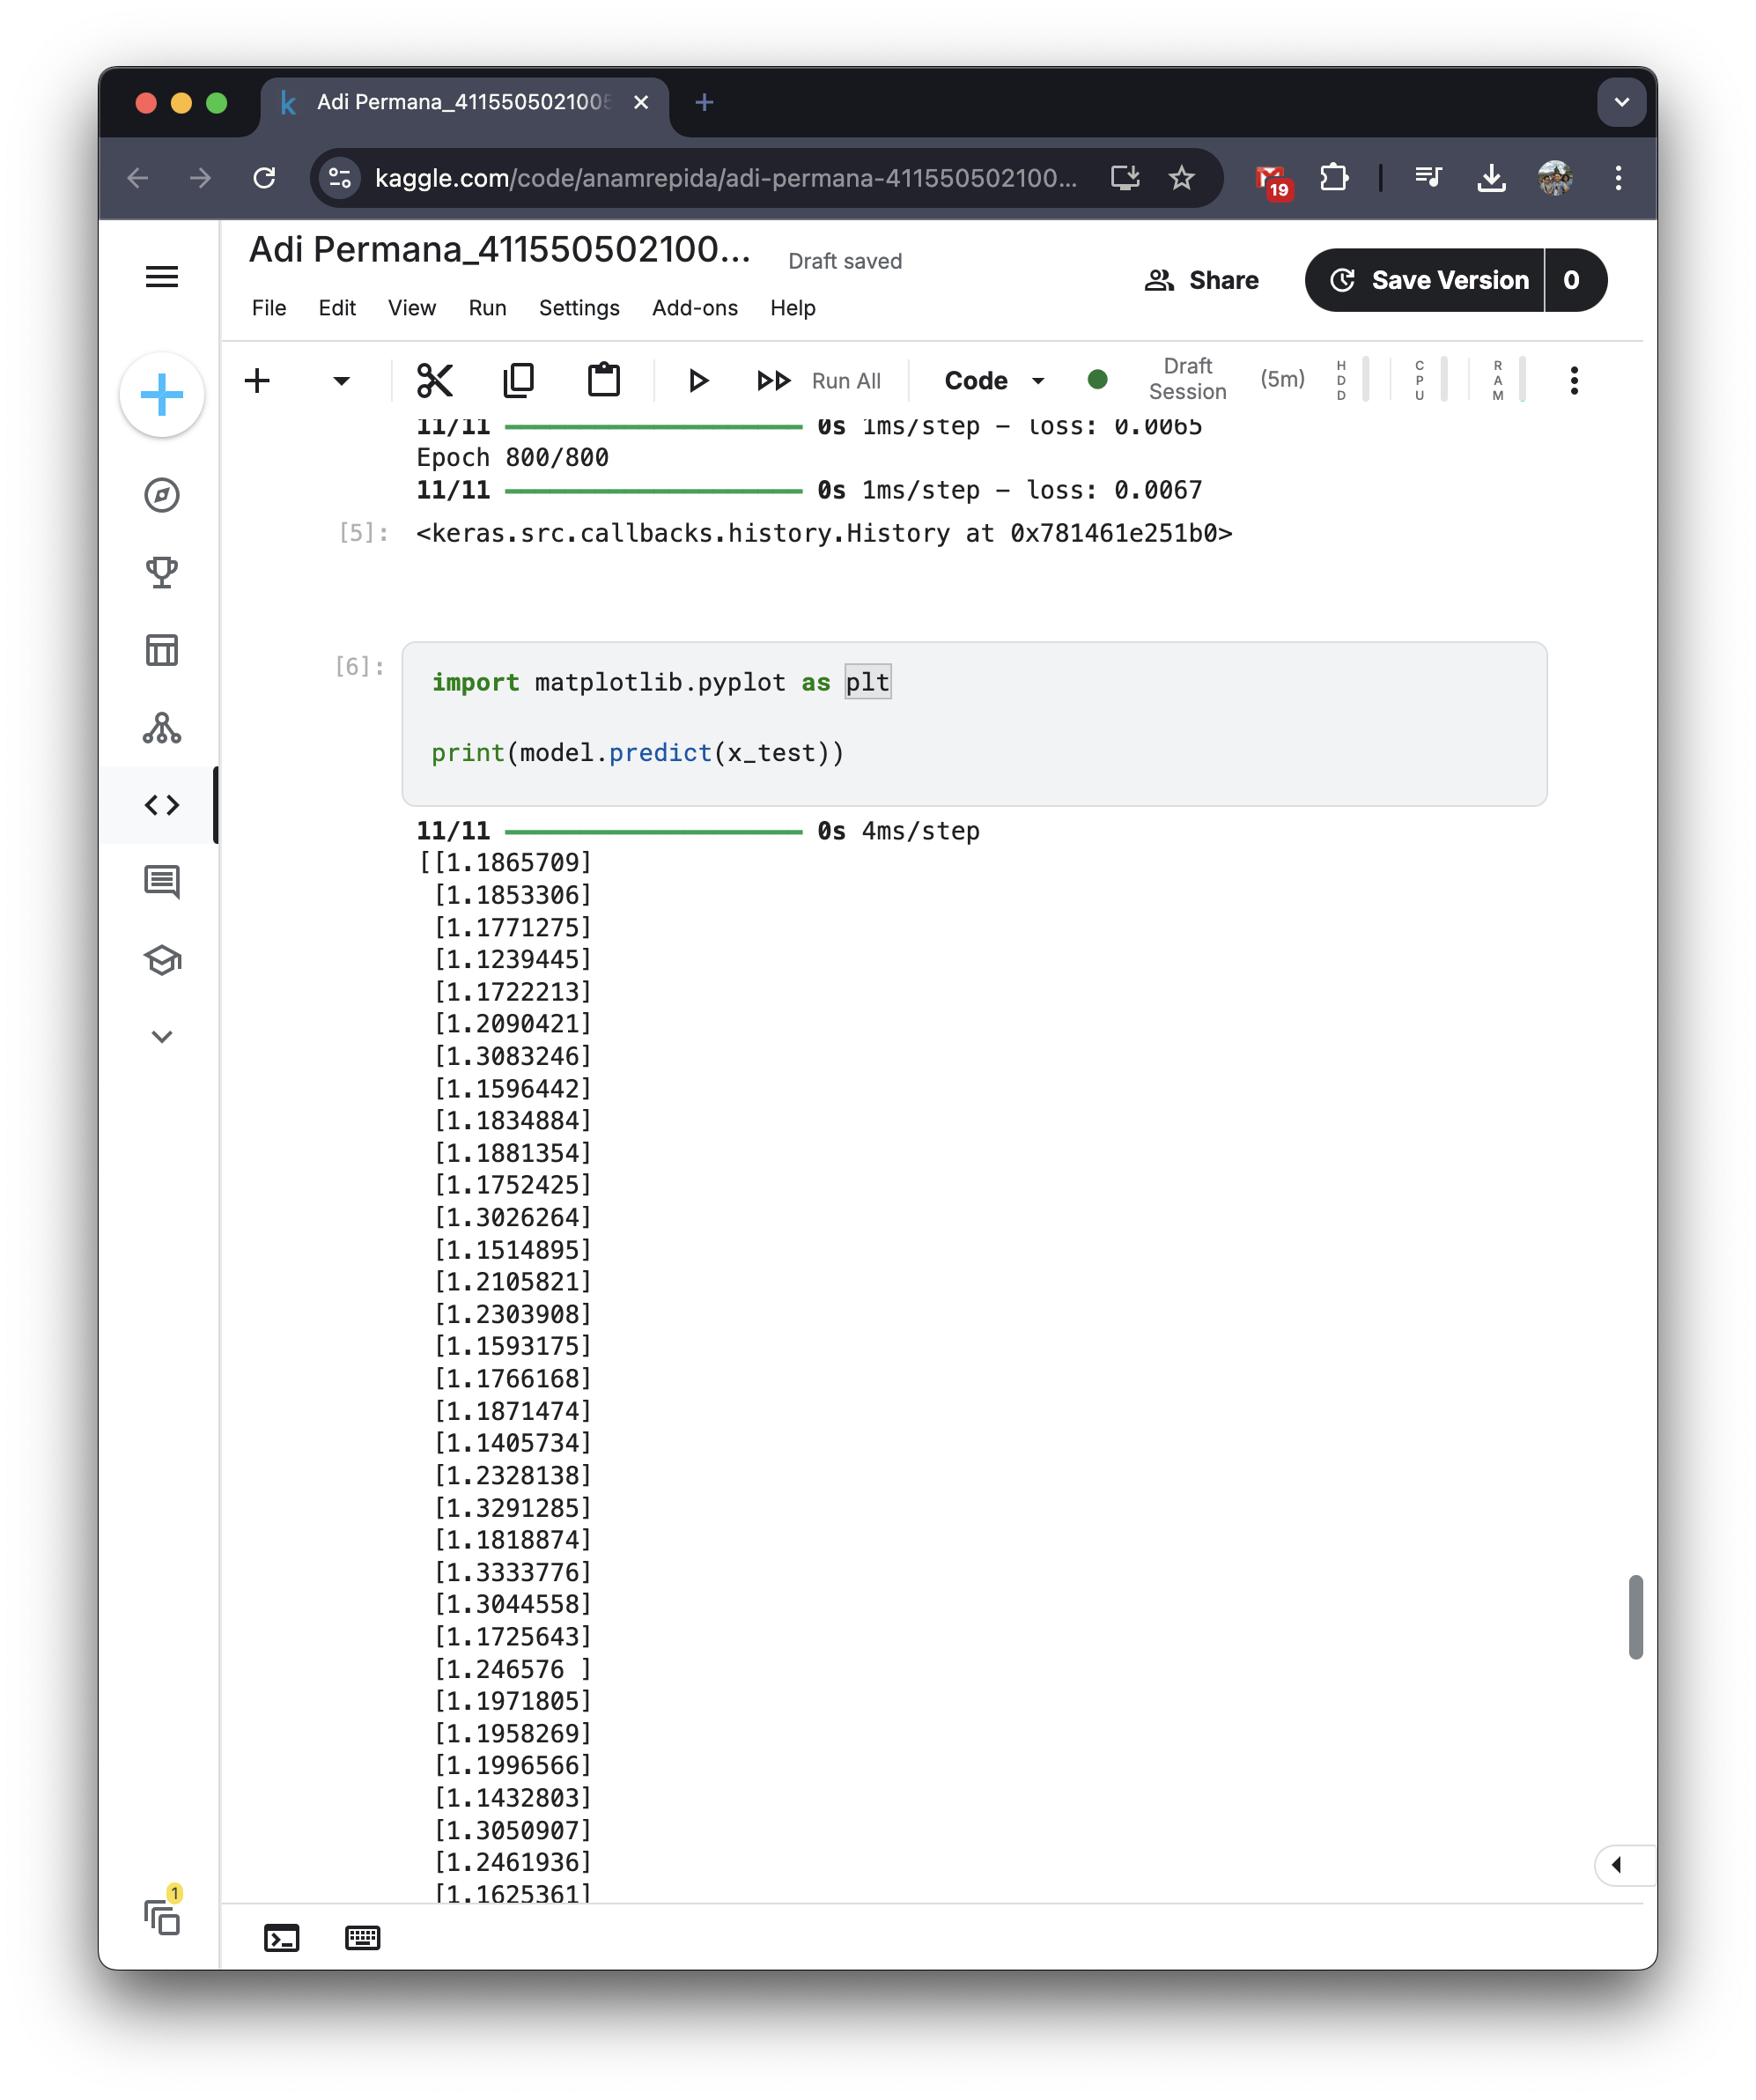 Adi Permana_4115505021005
kaggle.com/code/anamrepida/adi-permana-411550502100...
19
Adi Permana_411550502100...
Draft saved
Share
Save Version
0
File Edit View Run Settings Add-ons Help
Run All
Code
Draft Session
(5m)
HDD
CPU
RAM
11/11 0s 1ms/step - loss: 0.0065
Epoch 800/800
11/11 0s 1ms/step - loss: 0.0067
[5]: <keras.src.callbacks.history.History at 0x781461e251b0>
[6]: import matplotlib.pyplot as plt
print(model.predict(x_test))
11/11 0s 4ms/step
[[1.1865709]
[1.1853306]
[1.1771275]
[1.1239445]
[1.1722213]
[1.2090421]
[1.3083246]
[1.1596442]
[1.1834884]
[1.1881354]
[1.1752425]
[1.3026264]
[1.1514895]
[1.2105821]
[1.2303908]
[1.1593175]
[1.1766168]
[1.1871474]
[1.1405734]
[1.2328138]
[1.3291285]
[1.1818874]
[1.3333776]
[1.3044558]
[1.1725643]
[1.246576 ]
[1.1971805]
[1.1958269]
[1.1996566]
[1.1432803]
[1.3050907]
[1.2461936]
[1.1625361]
1